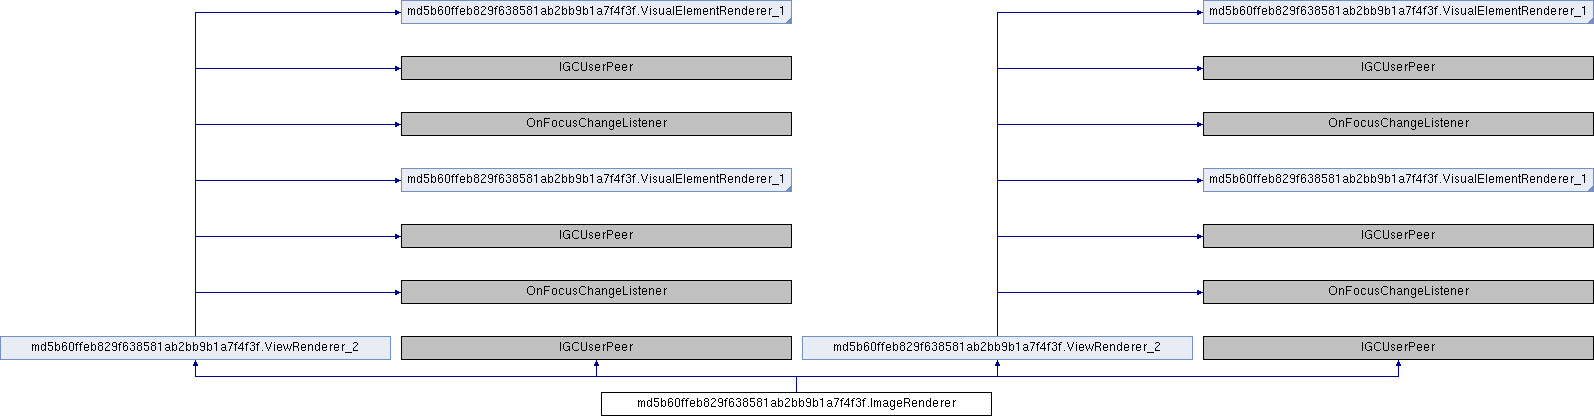 md5b60ffeb829f638581ab2bb9b1a7f4f3f.VisualElementRenderer_1
md5b60ffeb829f638581ab2bb9b1a7f4f3f.VisualElementRenderer_1
IGCUserPeer
IGCUserPeer
OnFocusChangeListener
OnFocusChangeListener
md5b60ffeb829f638581ab2bb9b1a7f4f3f.VisualElementRenderer_1
md5b60ffeb829f638581ab2bb9b1a7f4f3f.VisualElementRenderer_1
IGCUserPeer
IGCUserPeer
OnFocusChangeListener
OnFocusChangeListener
md5b60ffeb829f638581ab2bb9b1a7f4f3f.ViewRenderer_2
IGCUserPeer
md5b60ffeb829f638581ab2bb9b1a7f4f3f.ViewRenderer_2
IGCUserPeer
md5b60ffeb829f638581ab2bb9b1a7f4f3f.ImageRenderer